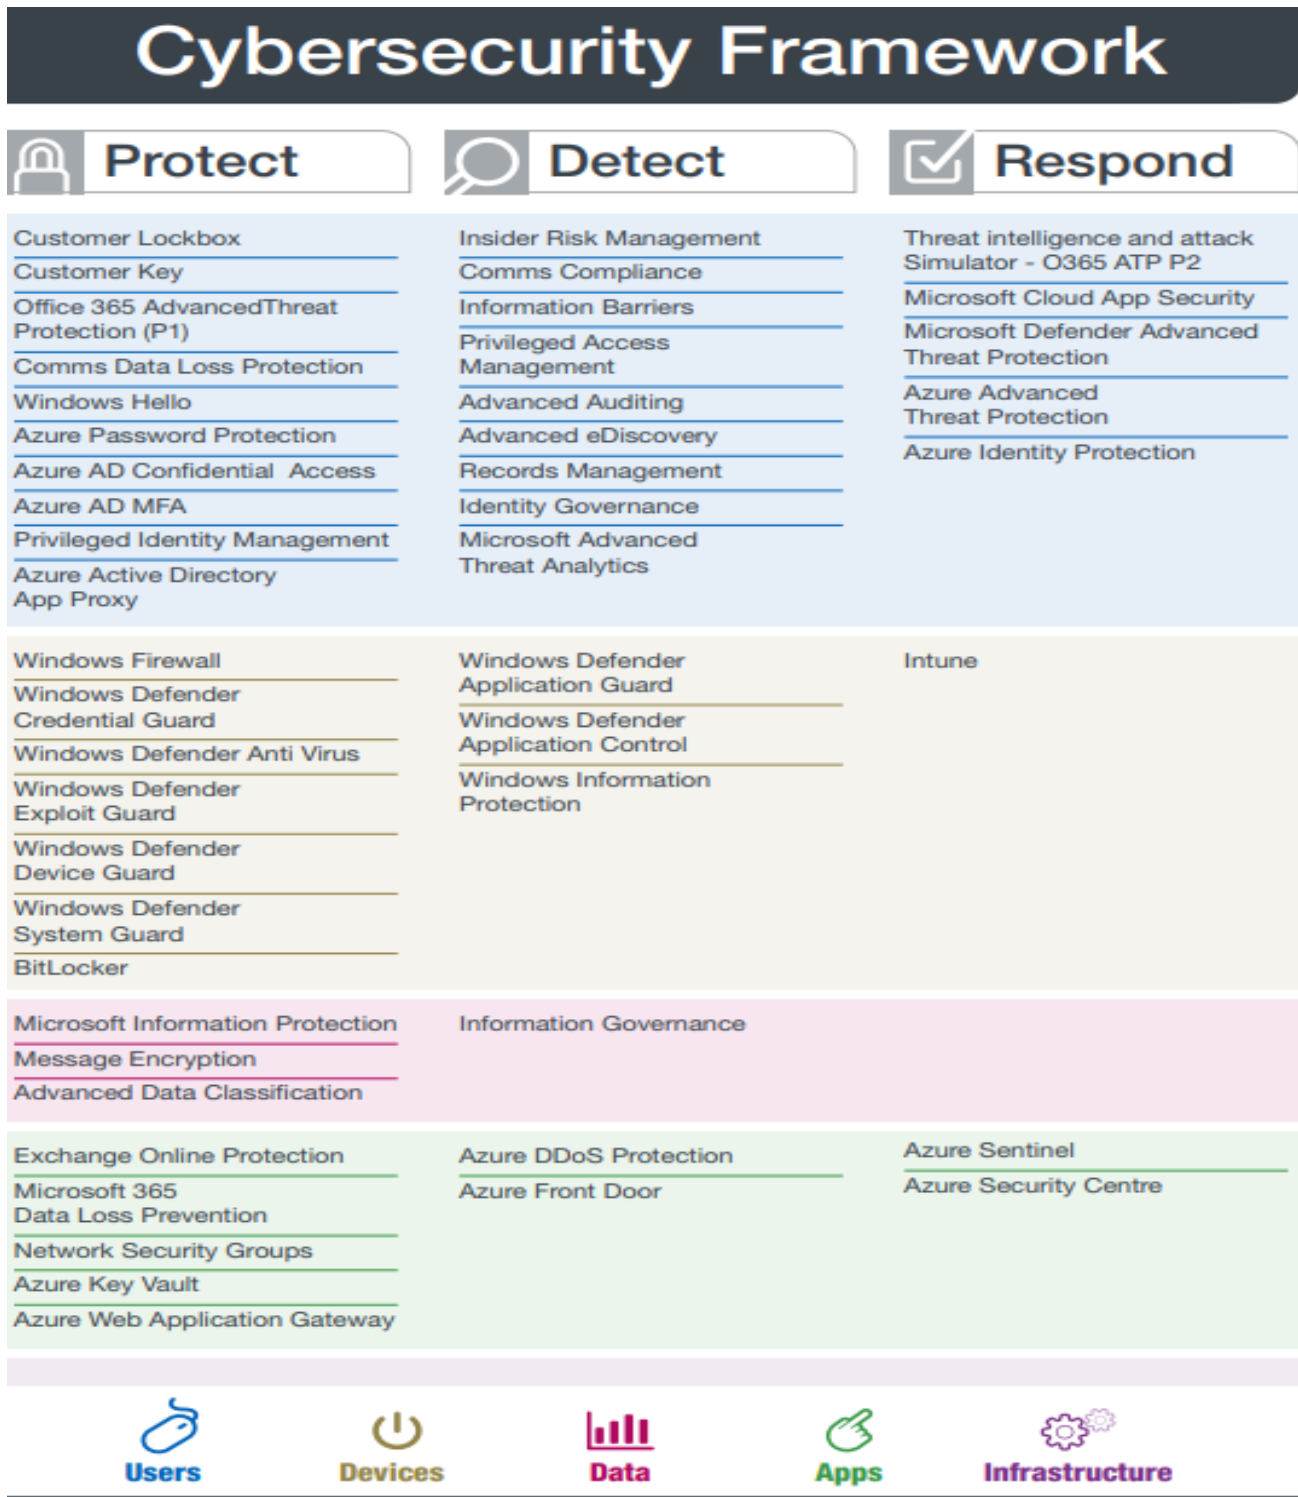 Cybersecurity Framework
Protect
Detect
Respond
Customer Lockbox
Customer Key
Office 365 AdvancedThreat
Protection (P1)
Comms Data Loss Protection
Windows Hello
Azure Password Protection
Azure AD Confidential Access
Azure AD MFA
Privileged Identity Management
Azure Active Directory
App Proxy
Insider Risk Management
Comms Compliance
Information Barriers
Privileged Access
Management
Advanced Auditing
Advanced eDiscovery
Records Management
Identity Governance
Microsoft Advanced
Threat Analytics
Threat intelligence and attack
Simulator - O365 ATP P2
Microsoft Cloud App Security
Microsoft Defender Advanced
Threat Protection
Azure Advanced
Threat Protection
Azure Identity Protection
Windows Firewall
Windows Defender
Credential Guard
Windows Defender Anti Virus
Windows Defender
Exploit Guard
Windows Defender
Device Guard
Windows Defender
System Guard
BitLocker
Windows Defender
Application Guard
Windows Defender
Application Control
Windows Information
Protection
Intune
Microsoft Information Protection
Message Encryption
Advanced Data Classification
Information Governance
Exchange Online Protection
Microsoft 365
Data Loss Prevention
Network Security Groups
Azure Key Vault
Azure Web Application Gateway
Azure DDoS Protection
Azure Front Door
Azure Sentinel
Azure Security Centre
Users
Devices
Data
Apps
Infrastructure